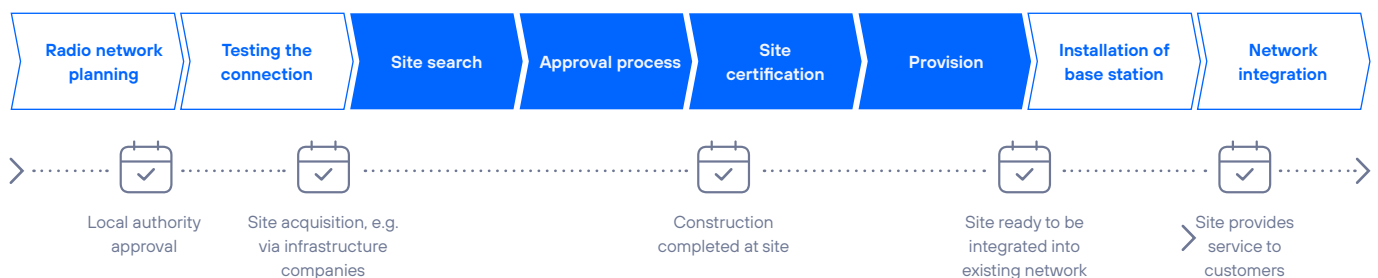 Radio network
planning
Testing the
connection
Site search
Approval process
Site
certification
Provision
Installation of
base station
Network
integration
Local authority
approval
Site acquisition, e.g.
via infrastructure
companies
Construction
completed at site
Site ready to be
integrated into
existing network
Site provides
service to
customers